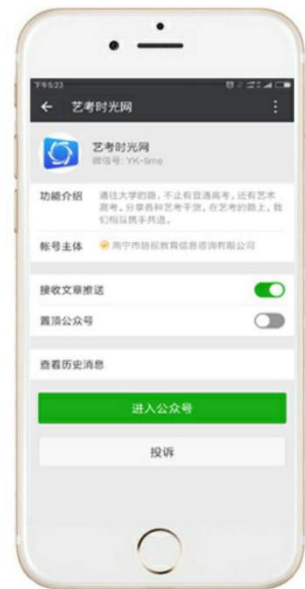 下午5:23
艺考时光网
艺考时光网
微信号: YK-time
功能介绍
通往大学的路，不止有普通高考，还有艺术
高考，分享各种艺考干货，在艺考的路上，我
们相互携手共进。
帐号主体
南宁市路视教育信息咨询有限公司
接收文章推送
置顶公众号
查看历史消息
进入公众号
投诉